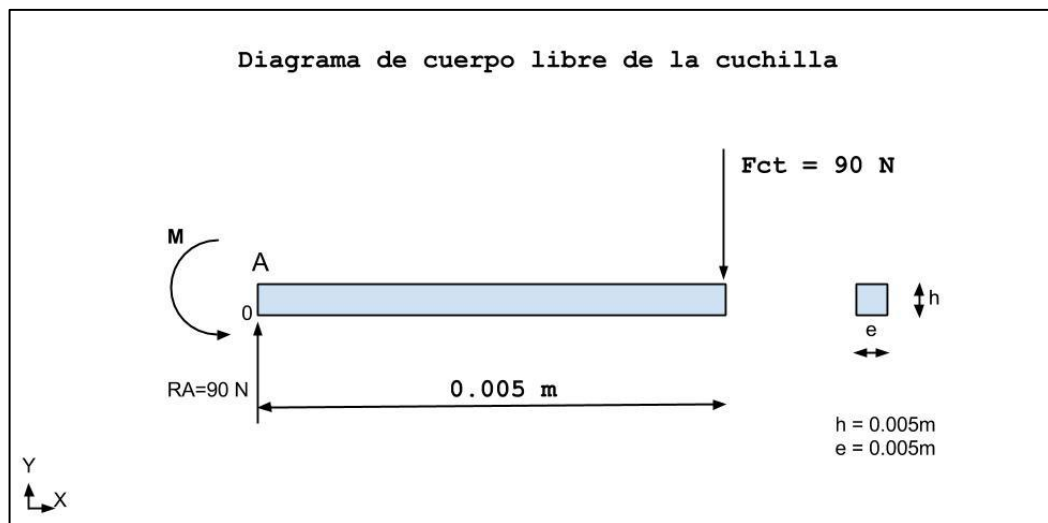 Diagrama de cuerpo libre de la cuchilla
Fct = 90 N
M
A
0
h
e
RA=90 N
0.005 m
h = 0.005m
e = 0.005m
Y
X